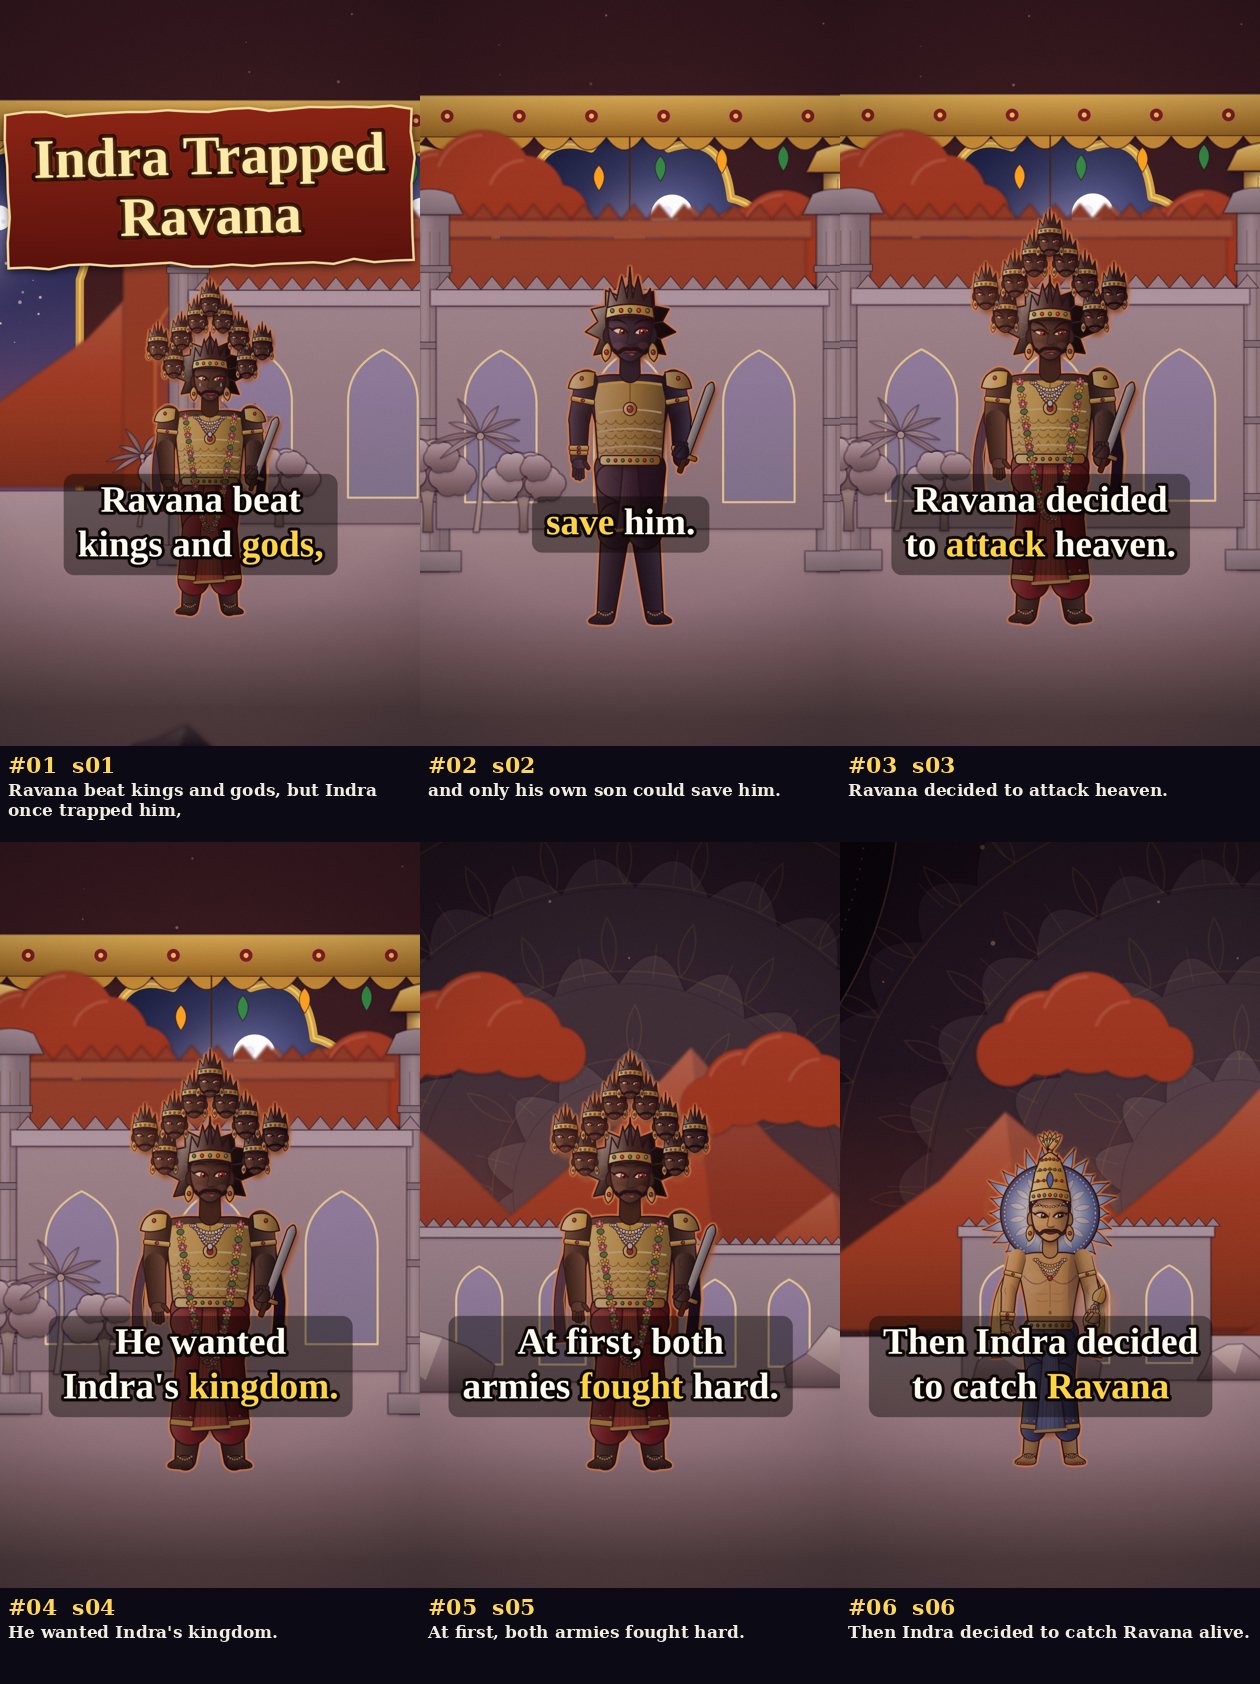 Indra Trapped
Ravana
Ravana beat
kings and gods,
save him.
Ravana decided
to attack heaven.
#01 s01
Ravana beat kings and gods, but Indra
once trapped him,
#02 s02
and only his own son could save him.
#03 s03
Ravana decided to attack heaven.
He wanted
Indra's kingdom.
At first, both
armies fought hard.
Then Indra decided
to catch Ravana
#04 s04
He wanted Indra's kingdom.
#05 s05
At first, both armies fought hard.
#06 s06
Then Indra decided to catch Ravana alive.